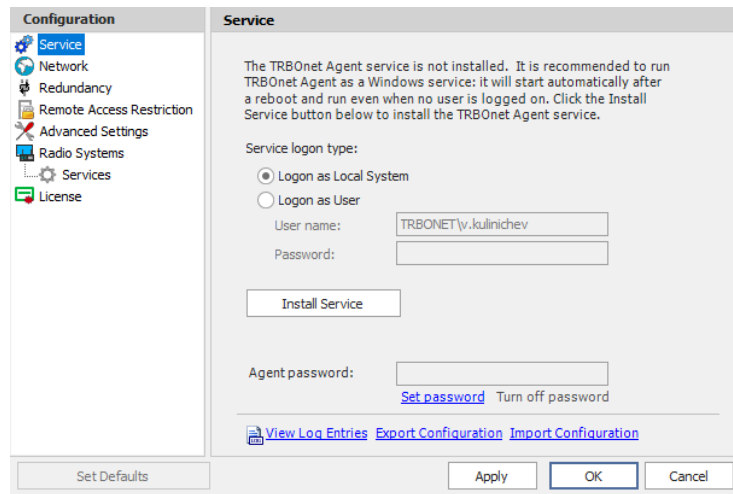 Configuration
Service
Network
Redundancy
Remote Access Restriction
Advanced Settings
Radio Systems
Services
License
Service
The TRBOnet Agent service is not installed. It is recommended to run
TRBOnet Agent as a Windows service: it will start automatically after
a reboot and run even when no user is logged on. Click the Install
Service button below to install the TRBOnet Agent service.
Service logon type:
Logon as Local System
Logon as User
User name: TRBONET\v.kulinichev
Password:
Install Service
Agent password:
Set password Turn off password
View Log Entries Export Configuration Import Configuration
Set Defaults Apply OK Cancel